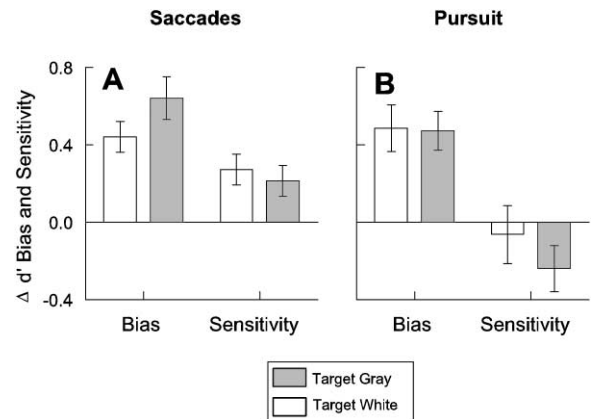 Saccades Pursuit
A B
0.8
0.4
0.0
-0.4
Δ d' Bias and Sensitivity
Bias Sensitivity Bias Sensitivity
Target Gray
Target White